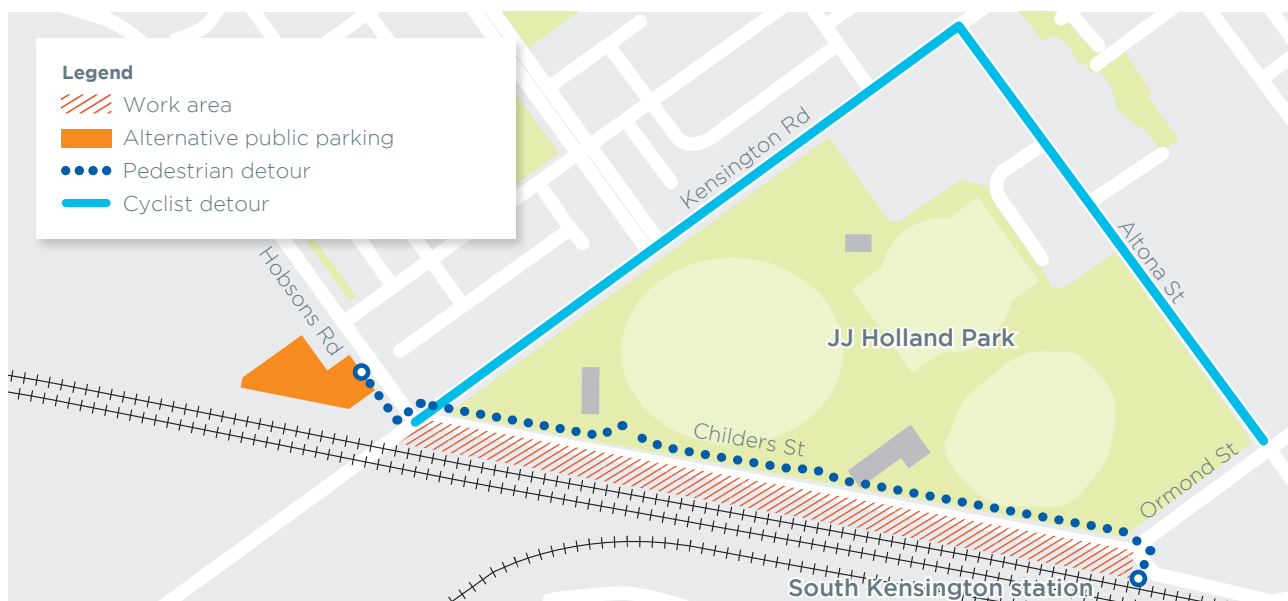 Legend
Work area
Alternative public parking
Pedestrian detour
Cyclist detour
Kensington Rd
Hobsons Rd
Altona St
JJ Holland Park
Childers St
Ormond St
South Kensington station